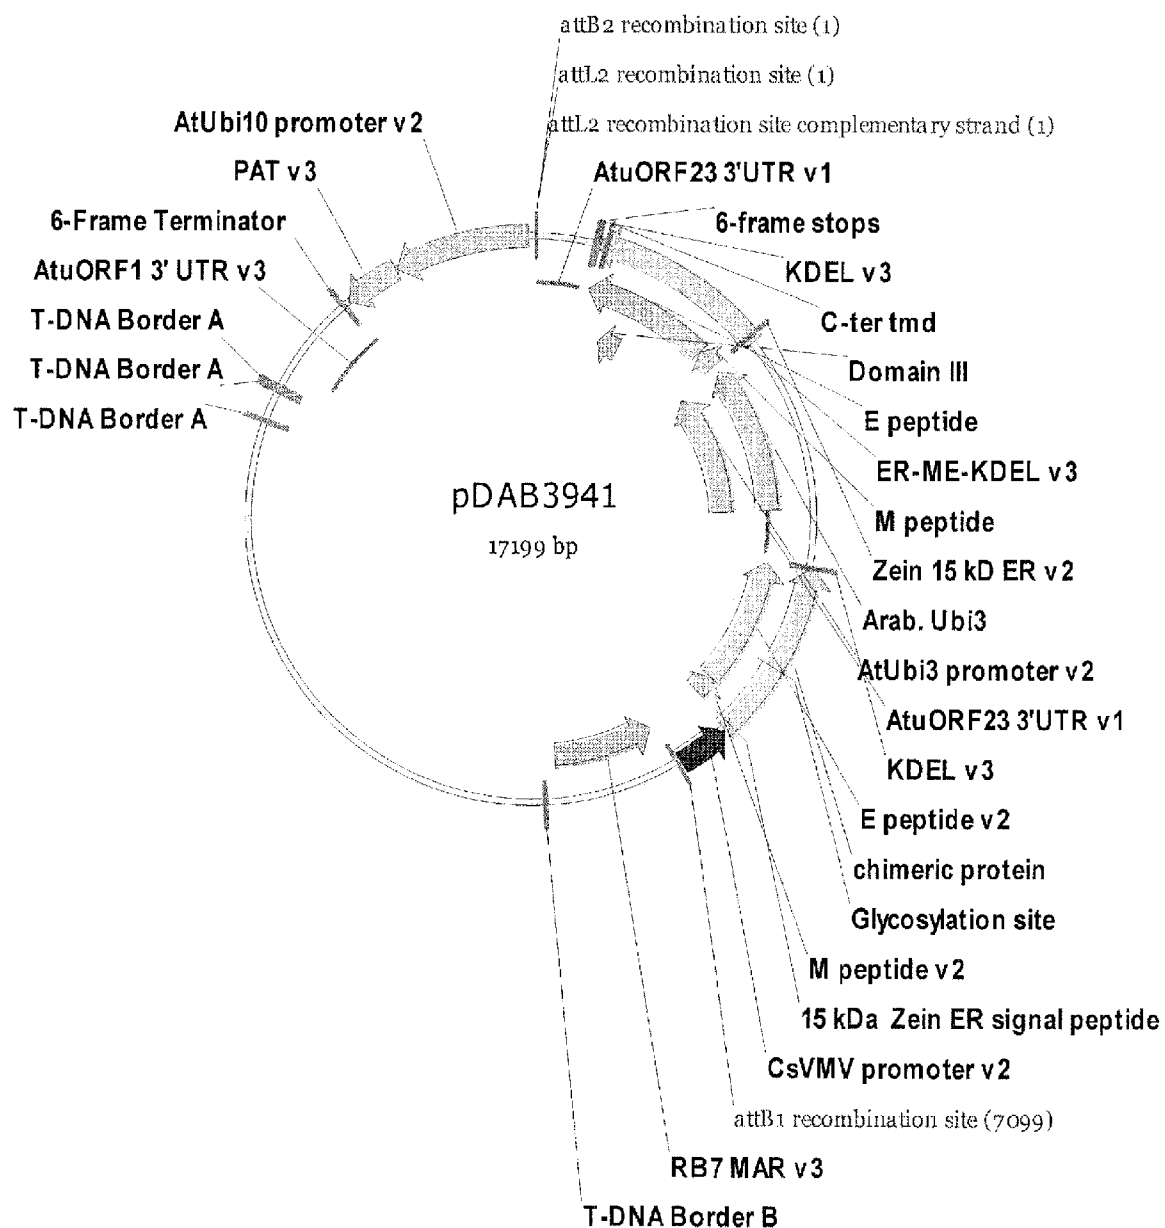 attB2 recombination site (1)
attL2 recombination site (1)
AtUbi10 promoter v2
attL2 recombination site complementary strand (1)
PAT v3
AtuORF23 3'UTR v1
6-Frame Terminator
6-frame stops
AtuORF1 3' UTR v3
KDEL v3
T-DNA Border A
C-ter tmd
T-DNA Border A
Domain III
T-DNA Border A
E peptide
ER-ME-KDEL v3
pDAB3941
M peptide
17199 bp
Zein 15 kD ER v2
Arab. Ubi3
AtUbi3 promoter v2
AtuORF23 3'UTR v1
KDEL v3
E peptide v2
chimeric protein
Glycosylation site
M peptide v2
15 kDa Zein ER signal peptide
CsVMV promoter v2
attB1 recombination site (7099)
RB7 MAR v3
T-DNA Border B